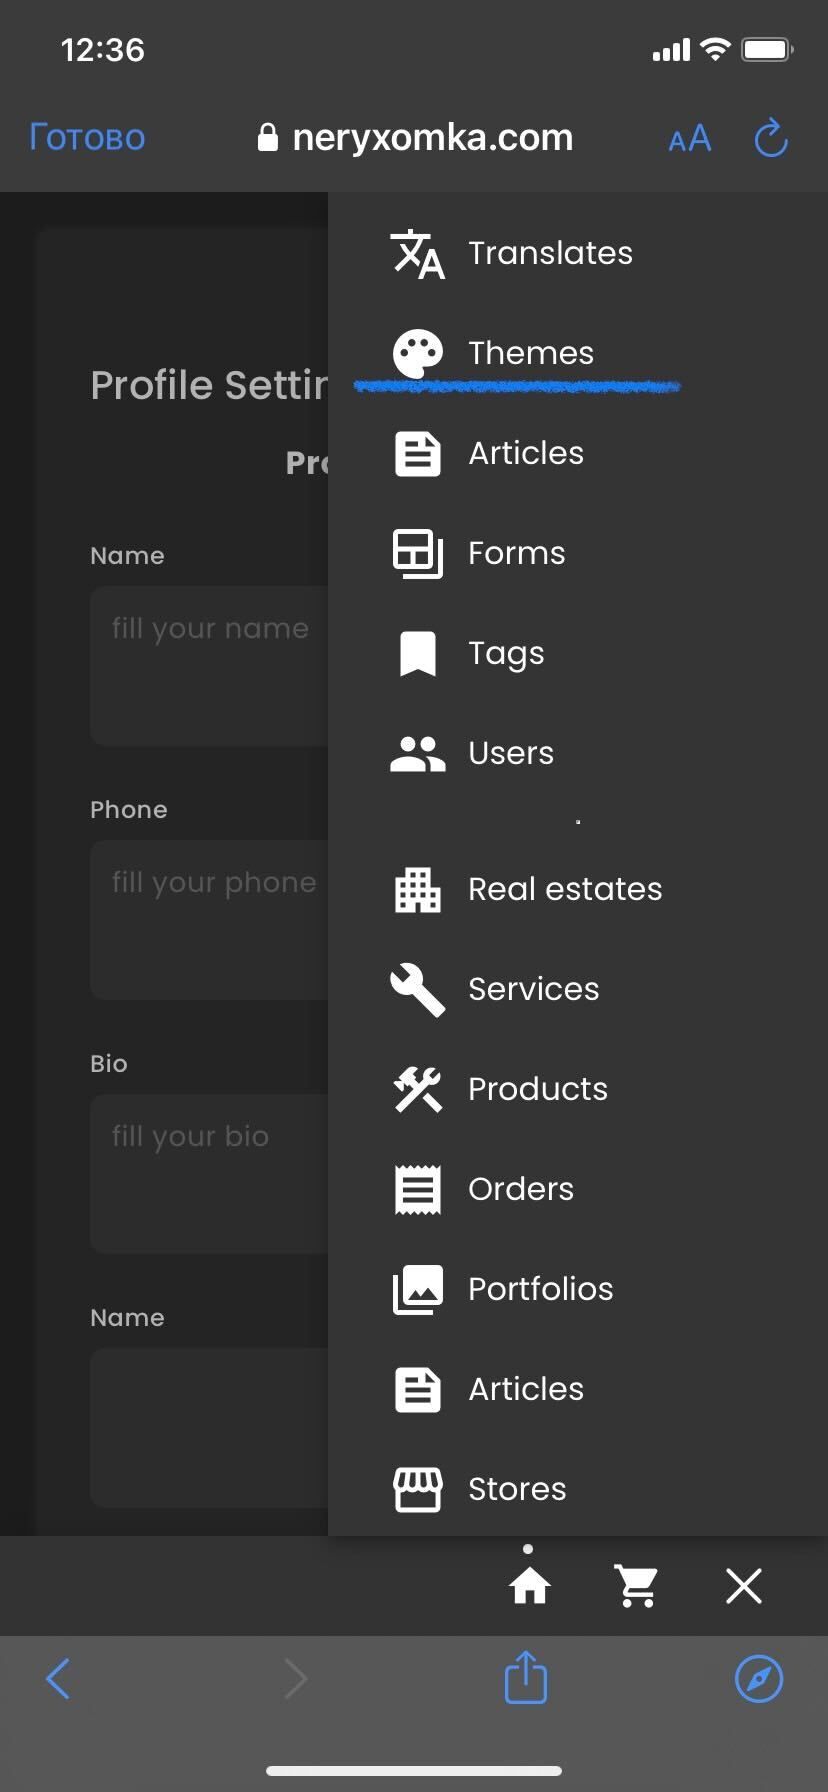 12:36
Готово
neryxomka.com
AA
Translates
Themes
Articles
Forms
Tags
Users
Real estates
Services
Products
Orders
Portfolios
Articles
Stores
Profile Settin
Pro
Name
fill your name
Phone
fill your phone
Bio
fill your bio
Name